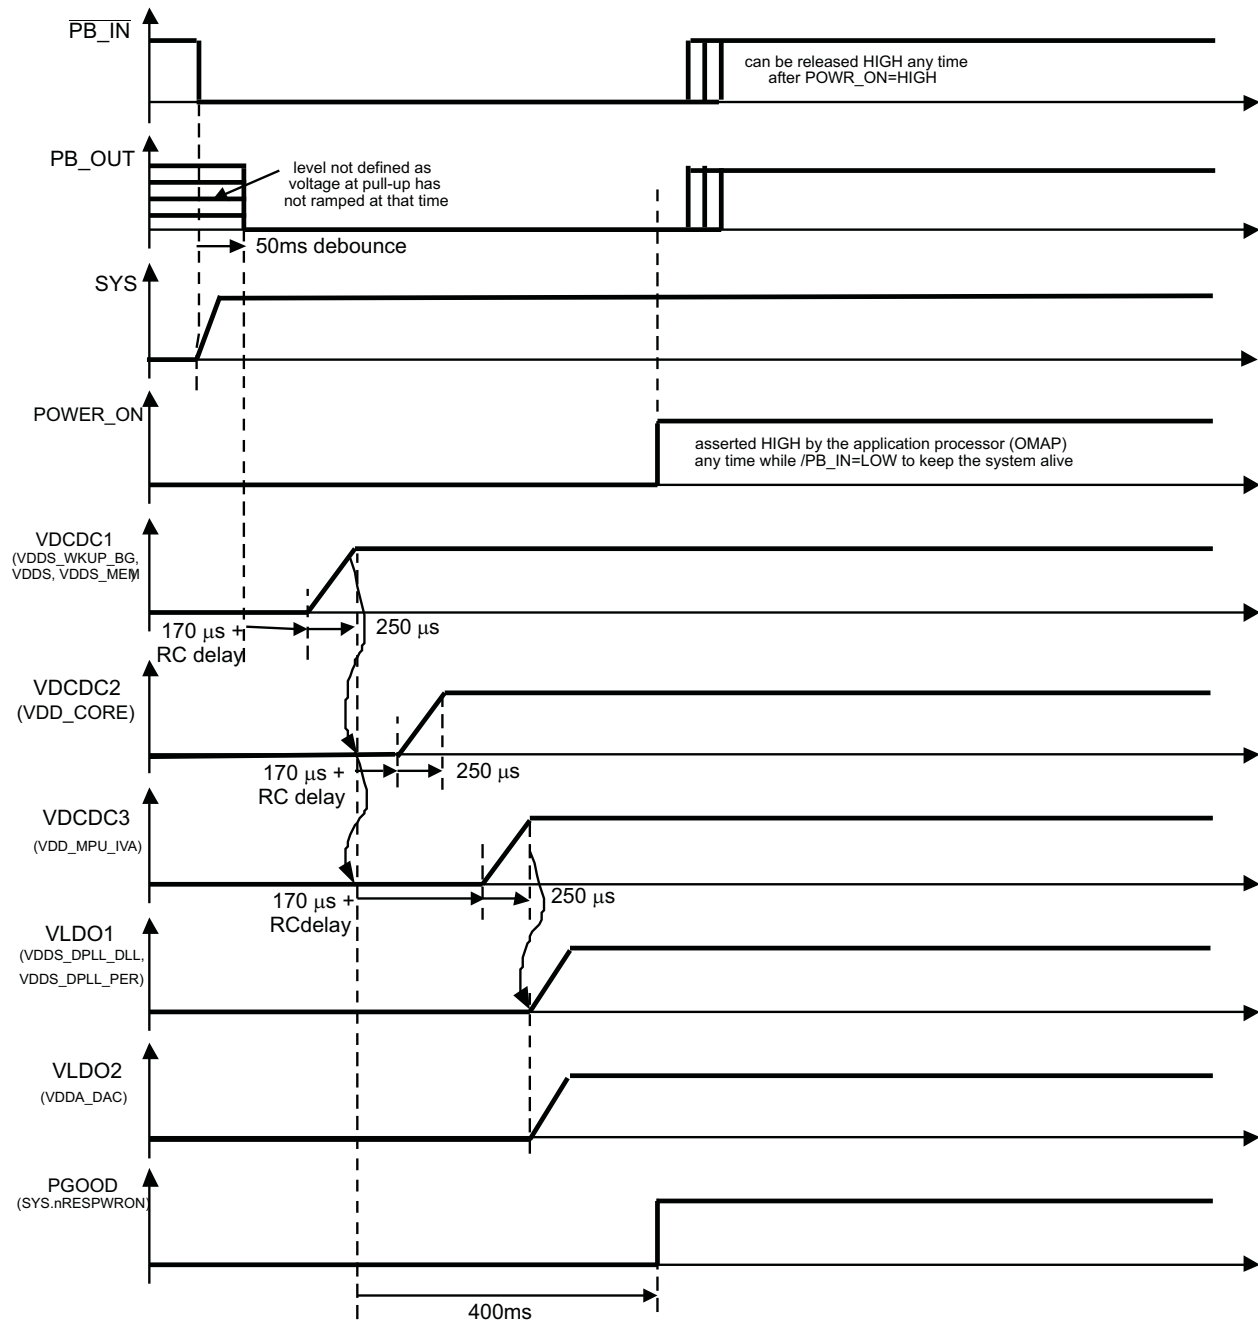 PB_IN
can be released HIGH any time
after POWR_ON=HIGH
PB_OUT
level not defined as
voltage at pull-up has
not ramped at that time
50ms debounce
SYS
POWER_ON
asserted HIGH by the application processor (OMAP)
any time while /PB_IN=LOW to keep the system alive
VDCDC1
(VDDS_WKUP_BG,
VDDS, VDDS_MEM)
170 μs +
RC delay
250 μs
VDCDC2
(VDD_CORE)
170 μs +
RC delay
250 μs
VDCDC3
(VDD_MPU_IVA)
170 μs +
RCdelay
250 μs
VLDO1
(VDDS_DPLL_DLL,
VDDS_DPLL_PER)
VLDO2
(VDDA_DAC)
PGOOD
(SYS.nRESPWRON)
400ms